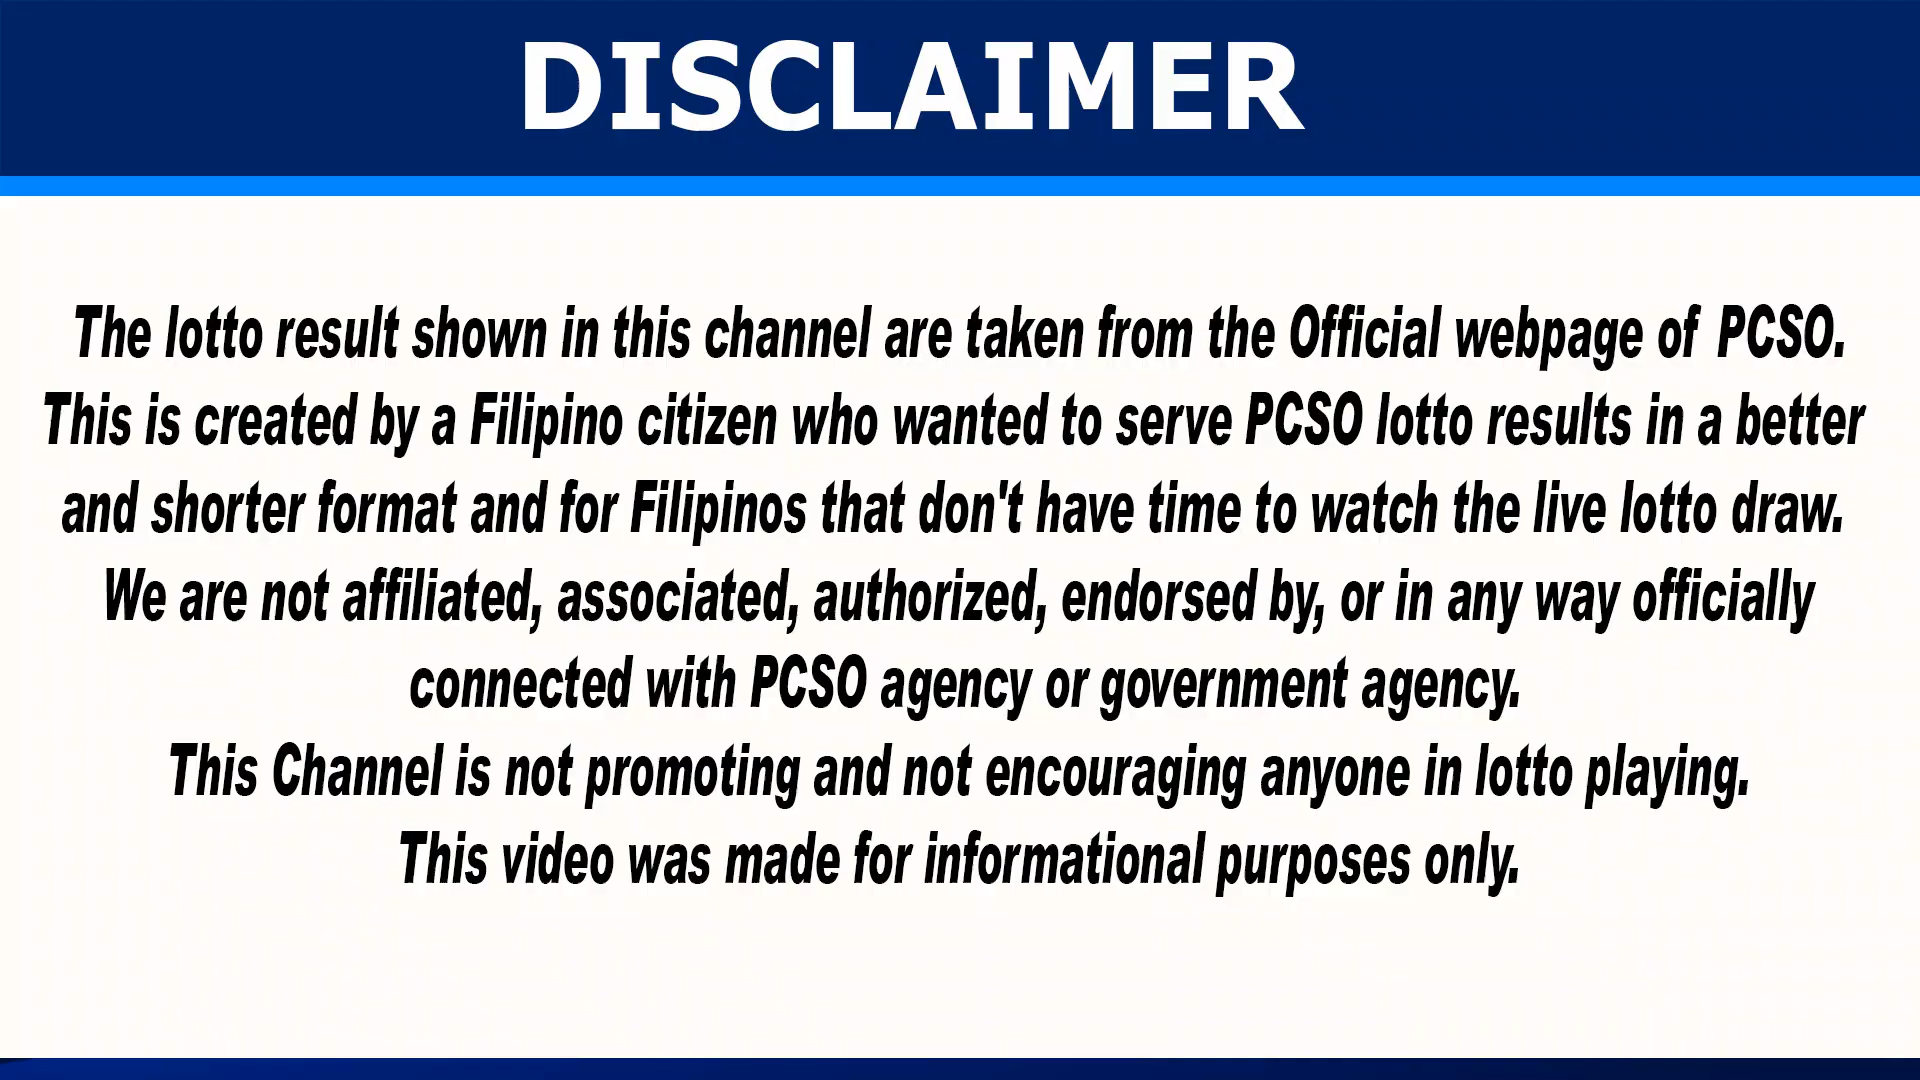 DISCLAIMER
The lotto result shown in this channel are taken from the Official webpage of PCSO.
This is created by a Filipino citizen who wanted to serve PCSO lotto results in a better
and shorter format and for Filipinos that don't have time to watch the live lotto draw.
We are not affiliated, associated, authorized, endorsed by, or in any way officially
connected with PCSO agency or government agency.
This Channel is not promoting and not encouraging anyone in lotto playing.
This video was made for informational purposes only.